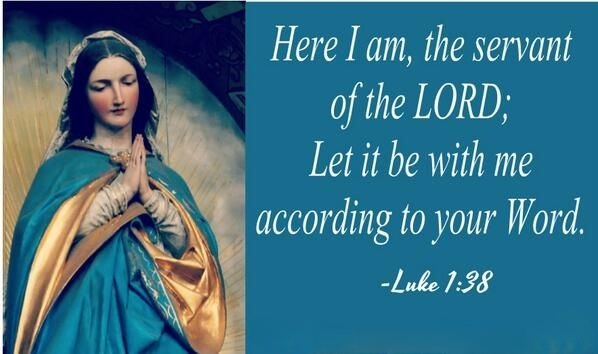 Here I am, the servant
of the LORD;
Let it be with me
according to your Word.
-Luke 1:38